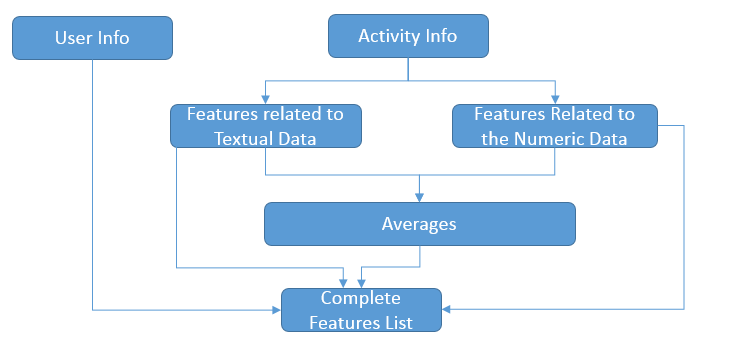 User Info
Activity Info
Features related to
Textual Data
Features Related to
the Numeric Data
Averages
Complete
Features List